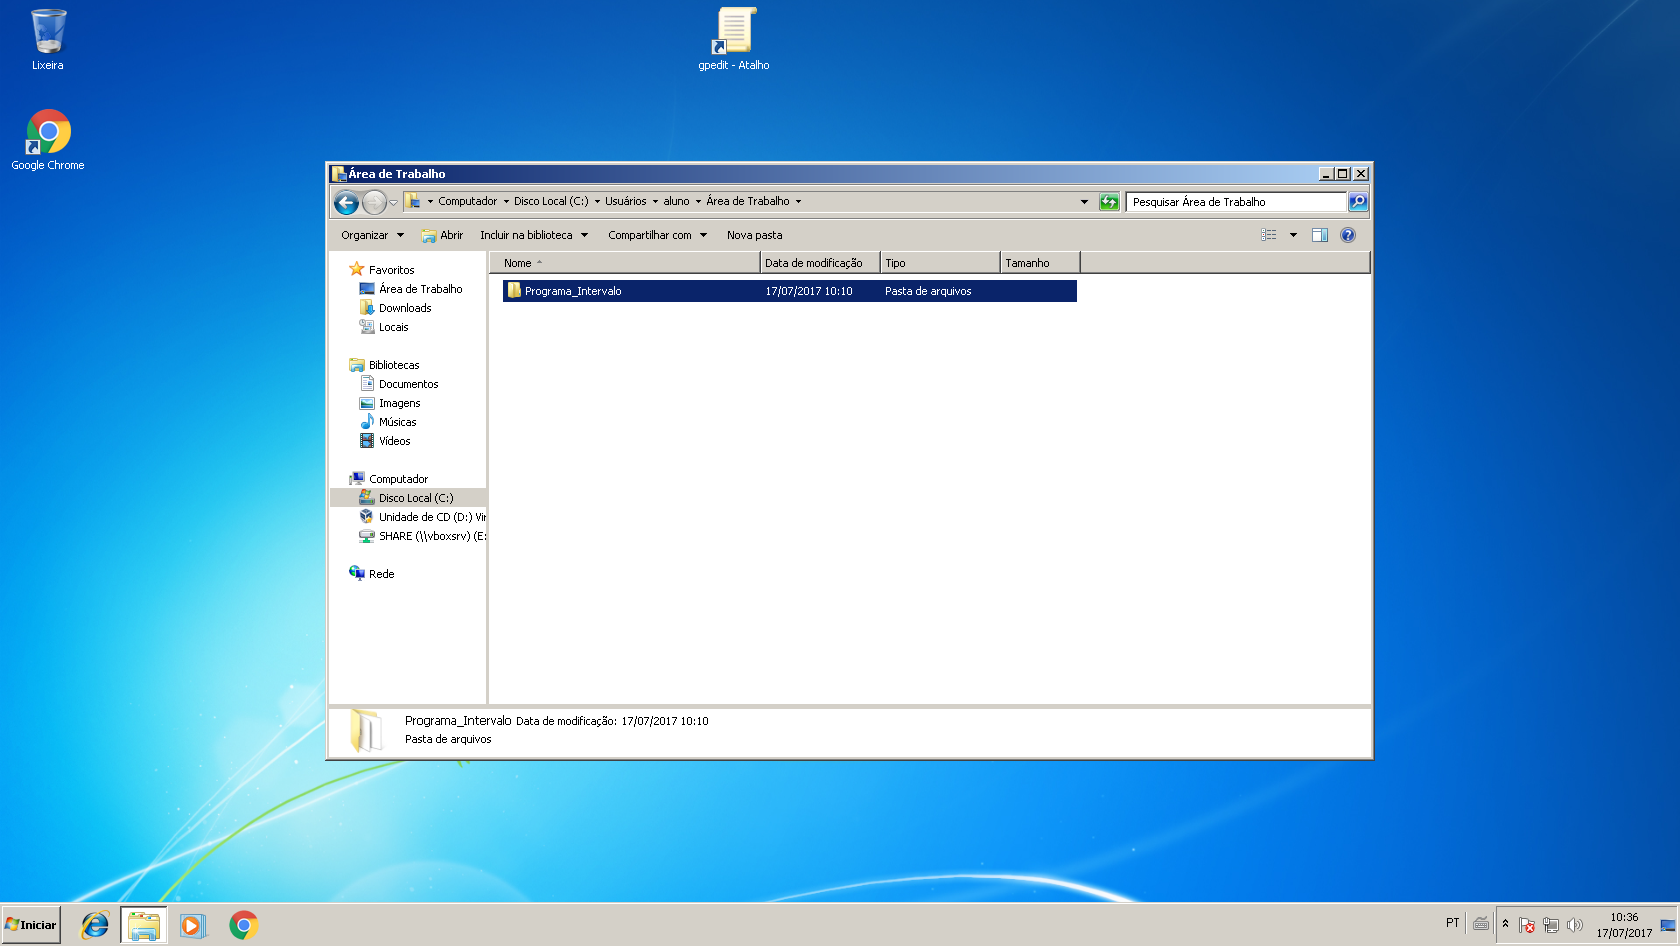 Lixeira
gpedit - Atalho
Google Chrome
Área de Trabalho
Computador Disco Local (C:) Usuários aluno Área de Trabalho
Pesquisar Área de Trabalho
Organizar Abrir Incluir na biblioteca Compartilhar com Nova pasta
Favoritos
Área de Trabalho
Downloads
Locais
Bibliotecas
Documentos
Imagens
Músicas
Vídeos
Computador
Disco Local (C:)
Unidade de CD (D:) Vir
SHARE (\\vboxsrv) (E:
Rede
Nome Data de modificação Tipo Tamanho
Programa_Intervalo 17/07/2017 10:10 Pasta de arquivos
Programa_Intervalo Data de modificação: 17/07/2017 10:10
Pasta de arquivos
Iniciar
PT
10:36
17/07/2017